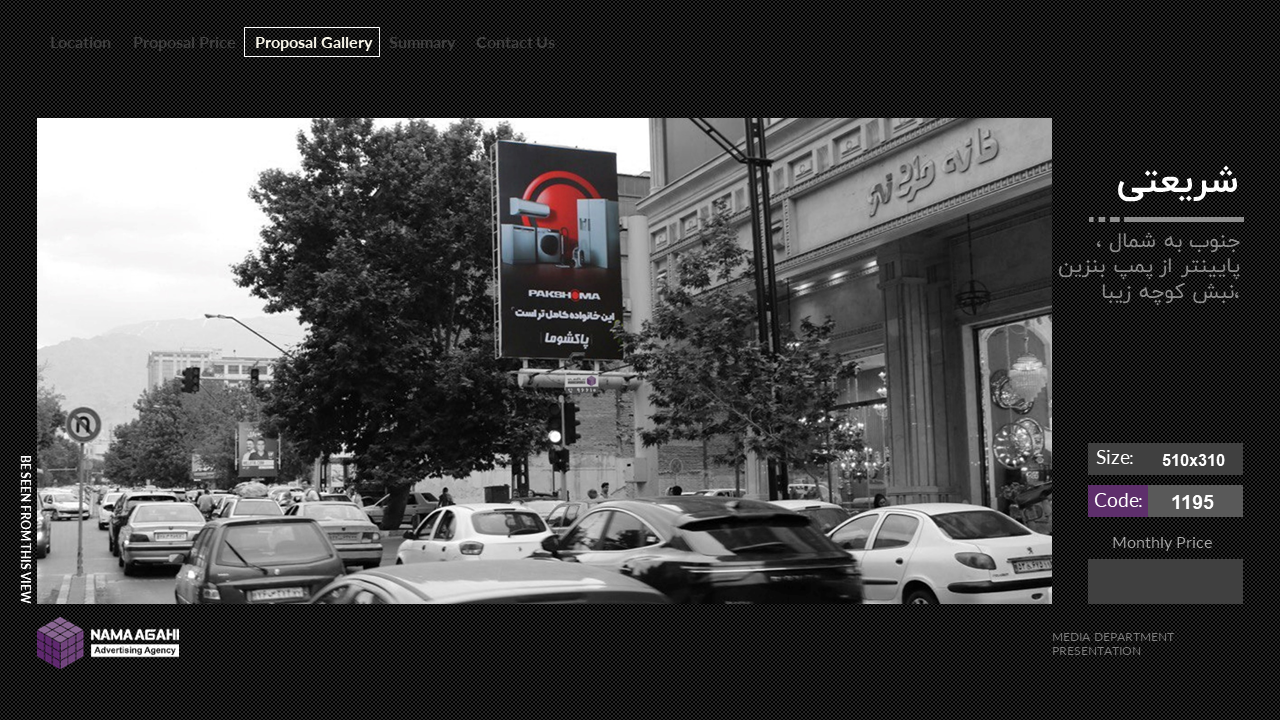 Location
Proposal Price
Proposal Gallery
Summary
Contact Us
خانه مردانی
PAKSHOMA
این خانواده کامل تر است
پاکشوما
شریعتی
جنوب به شمال ،
پایینتر از پمپ بنزین
،نبش کوچه زیبا
Size:
510x310
Code:
1195
Monthly Price
BE SEEN FROM THIS VIEW
NAMA AGAHI
Advertising Agency
MEDIA DEPARTMENT
PRESENTATION